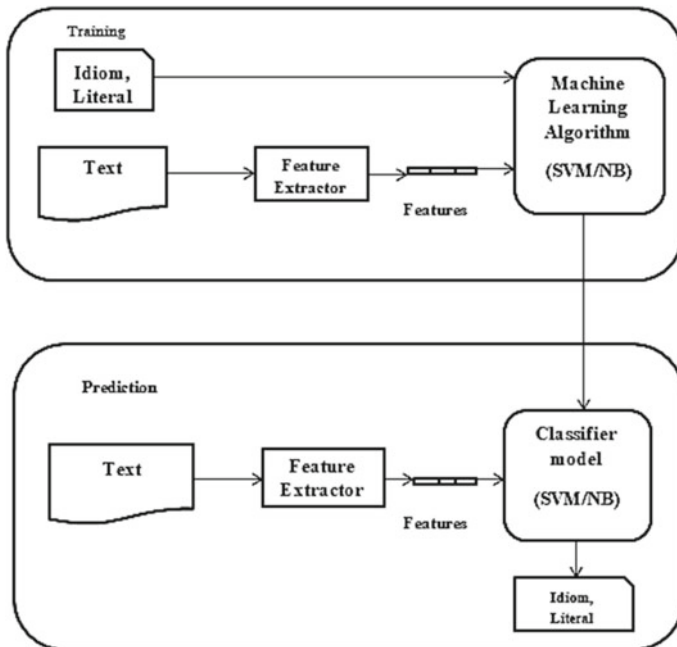 Training
Idiom,
Literal
Machine
Learning
Algorithm
(SVM/NB)
Text
Feature
Extractor
Features
Prediction
Text
Feature
Extractor
Features
Classifier
model
(SVM/NB)
Idiom,
Literal